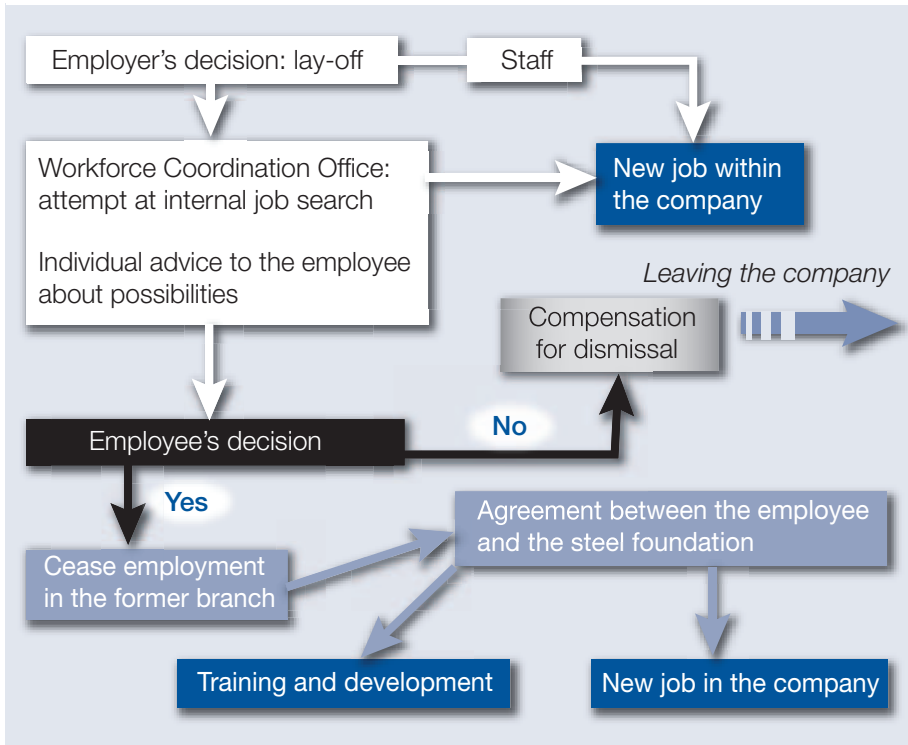 Employer’s decision: lay-off
Staff
Workforce Coordination Office:
attempt at internal job search
Individual advice to the employee
about possibilities
New job within
the company
Leaving the company
Compensation
for dismissal
Employee’s decision
No
Yes
Agreement between the employee
and the steel foundation
Cease employment
in the former branch
Training and development
New job in the company